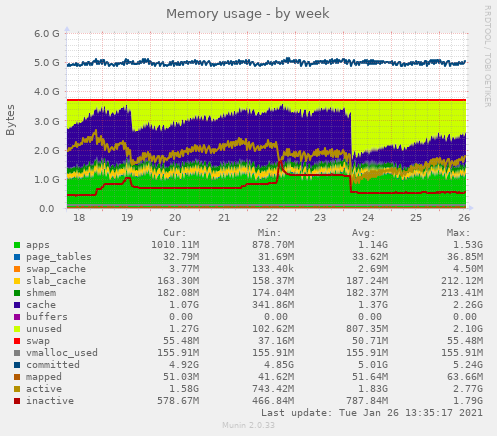 Memory usage - by week
RRDTOOL / TOBI OETIKER
Bytes
6.0 G
5.0 G
4.0 G
3.0 G
2.0 G
1.0 G
0.0
18 19 20 21 22 23 24 25 26
Cur: Min: Avg: Max:
apps 1010.11M 878.70M 1.14G 1.53G
page_tables 32.79M 31.69M 33.62M 36.85M
swap_cache 3.77M 133.40k 2.69M 4.50M
slab_cache 163.30M 158.37M 187.24M 212.12M
shmem 182.08M 174.04M 182.37M 213.41M
cache 1.07G 341.86M 1.37G 2.26G
buffers 0.00 0.00 0.00 0.00
unused 1.27G 102.62M 807.35M 2.10G
swap 55.48M 37.16M 50.71M 55.48M
vmalloc_used 155.91M 155.91M 155.91M 155.91M
committed 4.92G 4.85G 5.01G 5.24G
mapped 51.03M 41.62M 51.64M 63.66M
active 1.58G 743.42M 1.83G 2.77G
inactive 578.67M 466.84M 787.84M 1.79G
Last update: Tue Jan 26 13:35:17 2021
Munin 2.0.33